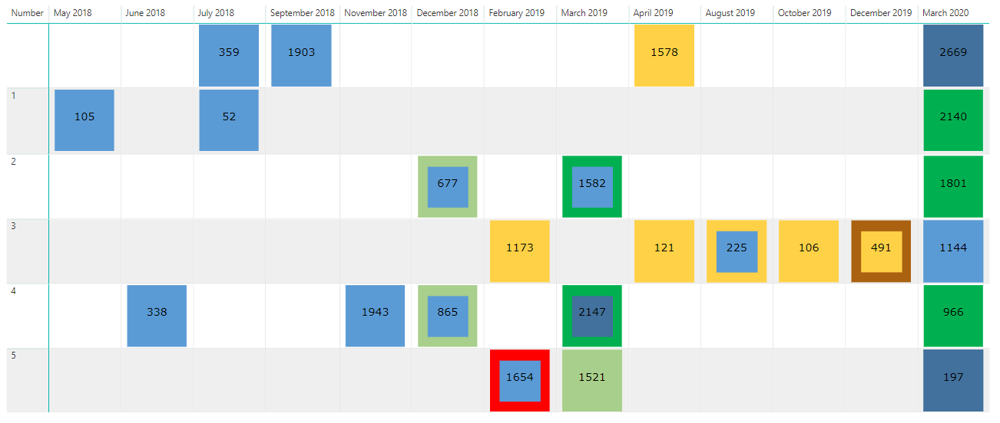 Number May 2018 June 2018 July 2018 September 2018 November 2018 December 2018 February 2019 March 2019 April 2019 August 2019 October 2019 December 2019 March 2020
359 1903 1578 2669
1 105 52 2140
2 677 1582 1801
3 1173 121 225 106 491 1144
4 338 1943 865 2147 966
5 1654 1521 197